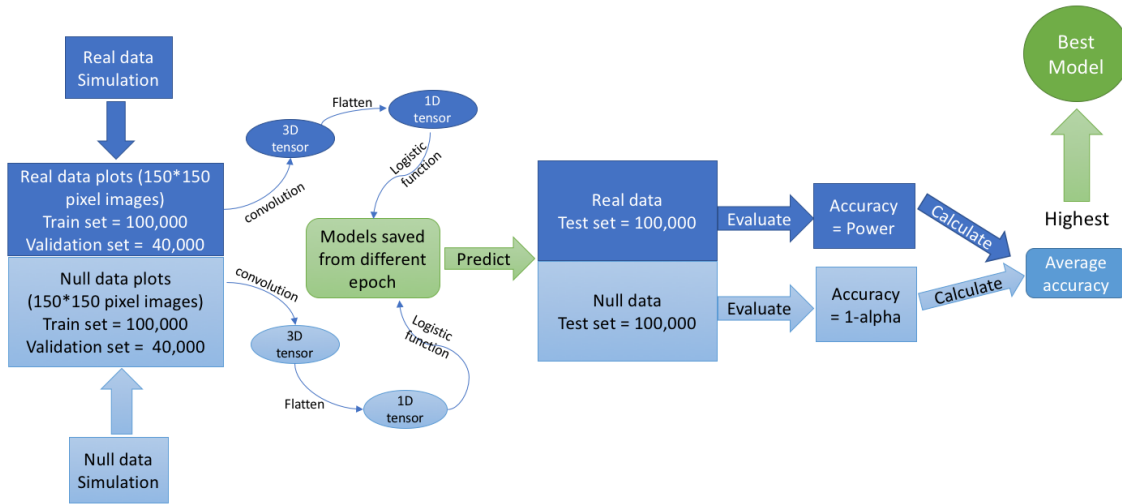 Real data
Simulation
Real data plots (150*150
pixel images)
Train set = 100,000
Validation set = 40,000
Null data plots
(150*150 pixel images)
Train set = 100,000
Validation set = 40,000
Null data
Simulation
convolution
3D
tensor
Flatten
1D
tensor
Logistic
function
convolution
3D
tensor
Flatten
1D
tensor
Logistic
function
Models saved
from different
epoch
Predict
Real data
Test set = 100,000
Null data
Test set = 100,000
Evaluate
Accuracy
= Power
Calculate
Evaluate
Accuracy
= 1-alpha
Calculate
Average
accuracy
Highest
Best
Model